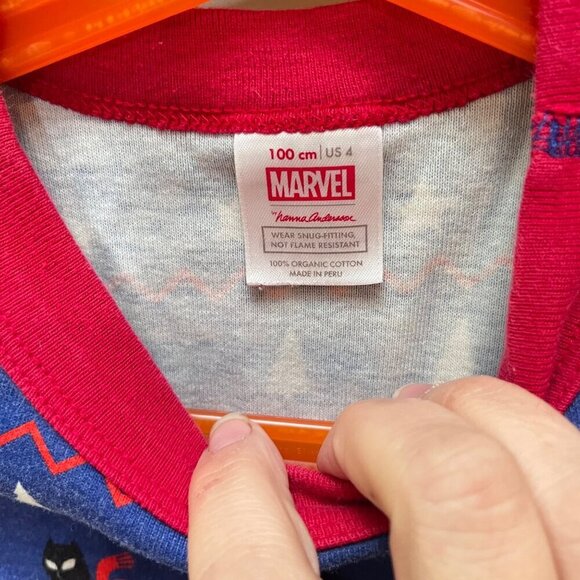 100 cm | US 4
MARVEL
by hanna Andersson
WEAR SNUG-FITTING,
NOT FLAME RESISTANT
100% ORGANIC COTTON
MADE IN PERU